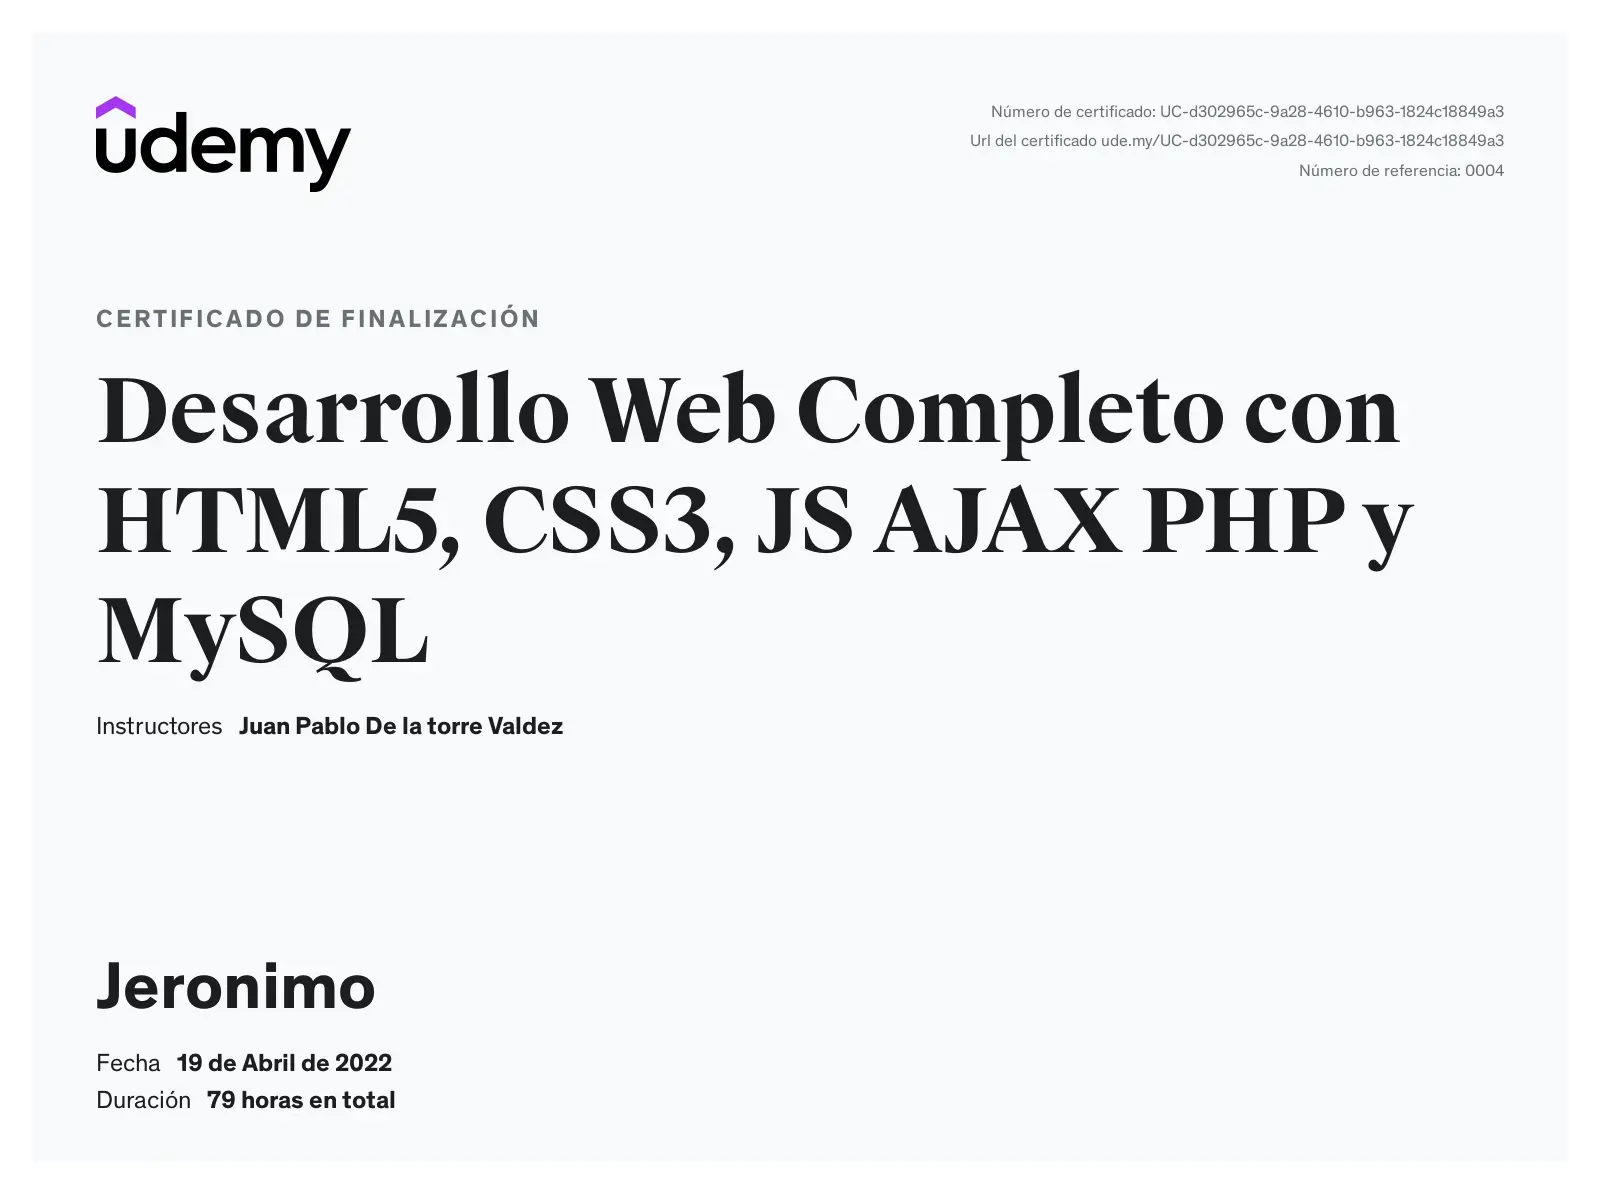 udemy
Número de certificado: UC-d302965c-9a28-4610-b963-1824c18849a3
Url del certificado ude.my/UC-d302965c-9a28-4610-b963-1824c18849a3
Número de referencia: 0004
CERTIFICADO DE FINALIZACIÓN
Desarrollo Web Completo con
HTML5, CSS3, JS AJAX PHP y
MySQL
Instructores Juan Pablo De la torre Valdez
Jeronimo
Fecha 19 de Abril de 2022
Duración 79 horas en total